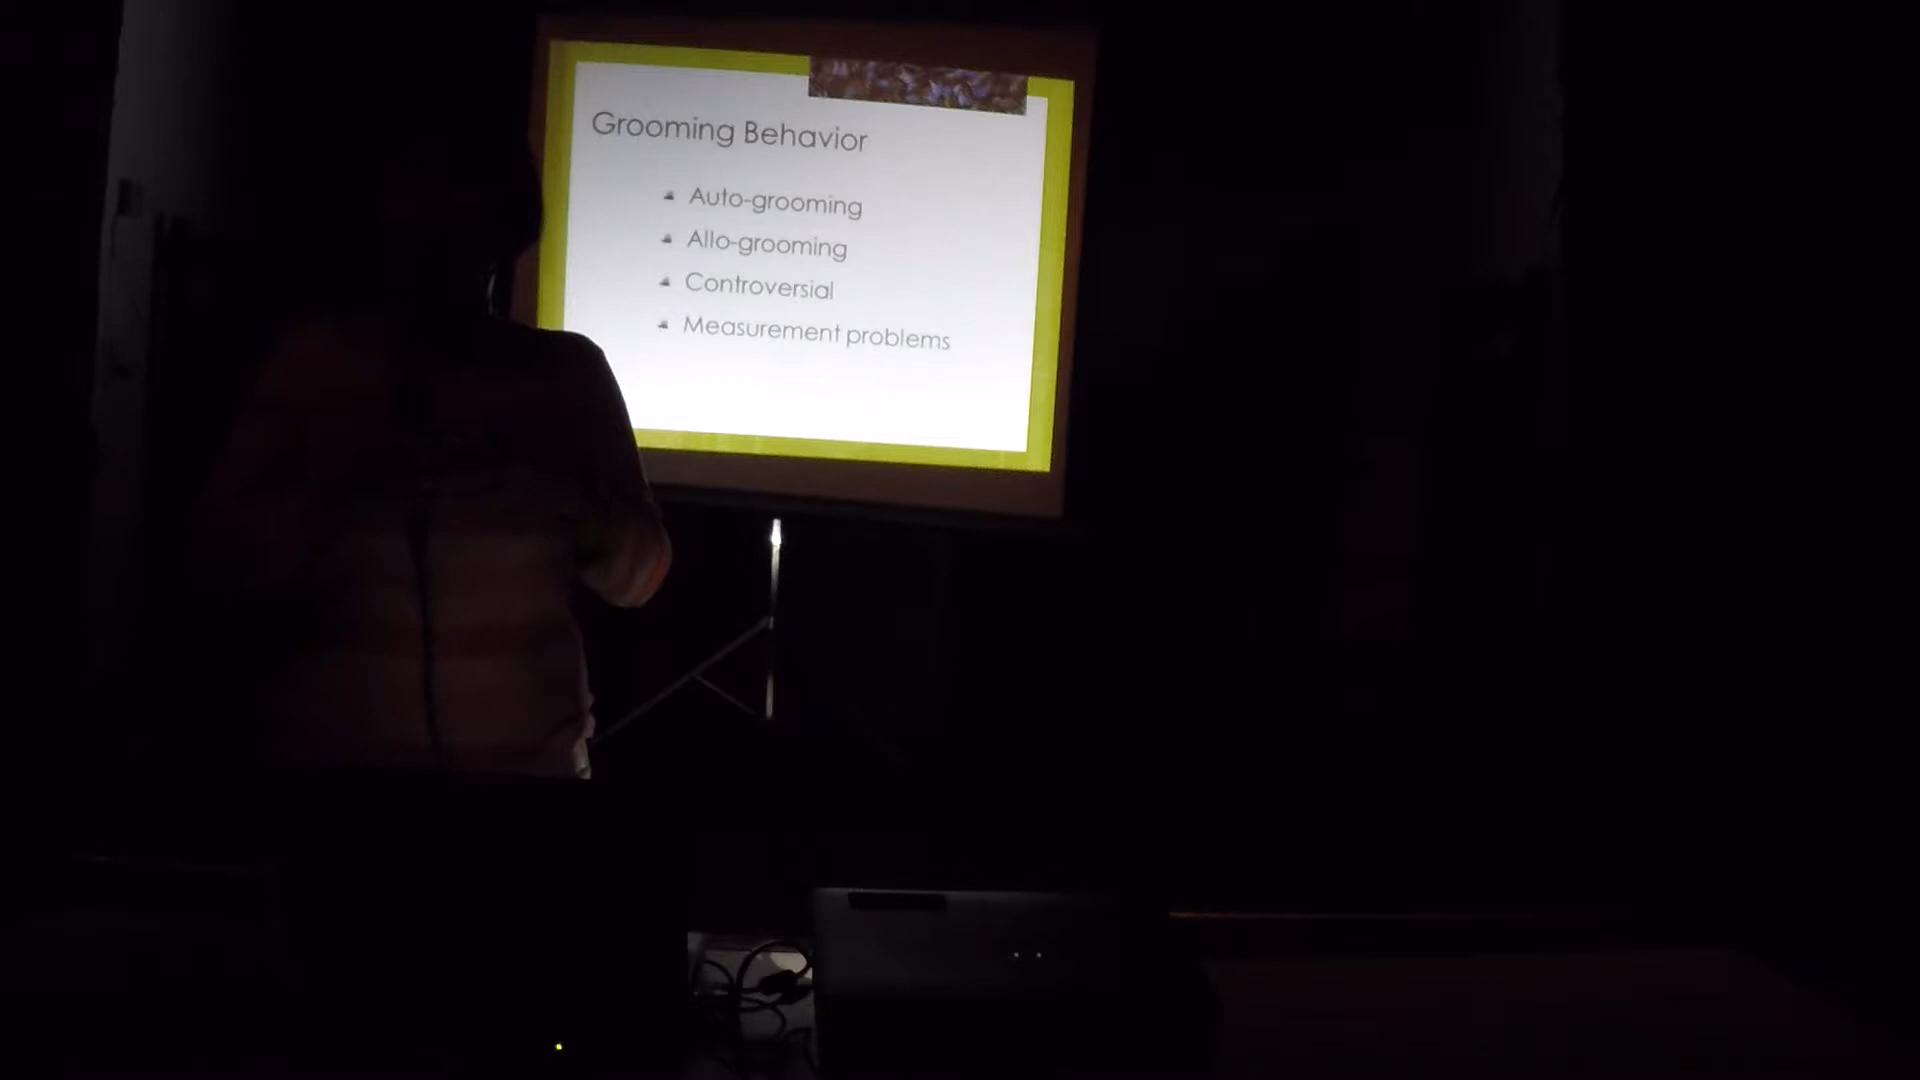 Grooming Behavior
Auto-grooming
Allo-grooming
Controversial
Measurement problems